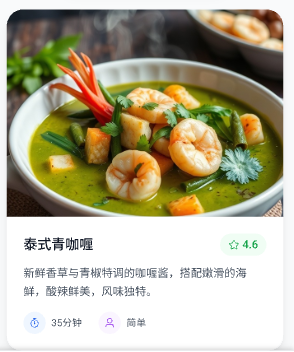 泰式青咖喱
4.6
新鲜香草与青椒特调的咖喱酱，搭配嫩滑的海
鲜，酸辣鲜美，风味独特。
35分钟
简单